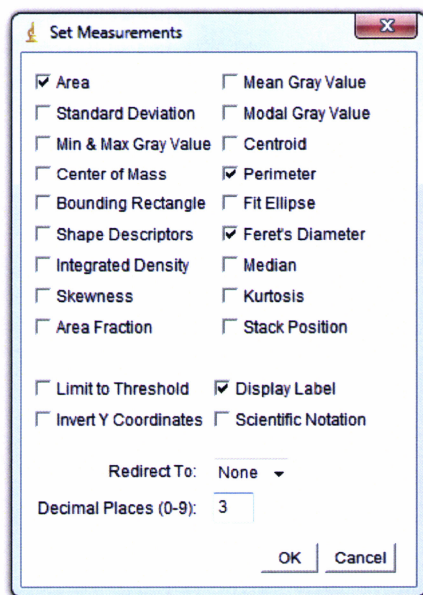 Set Measurements
Area Mean Gray Value
Standard Deviation Modal Gray Value
Min & Max Gray Value Centroid
Center of Mass Perimeter
Bounding Rectangle Fit Ellipse
Shape Descriptors Feret's Diameter
Integrated Density Median
Skewness Kurtosis
Area Fraction Stack Position
Limit to Threshold Display Label
Invert Y Coordinates Scientific Notation
Redirect To: None
Decimal Places (0-9): 3
OK Cancel